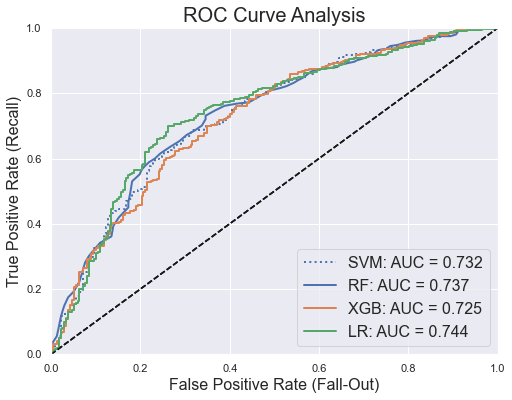 ROC Curve Analysis
True Positive Rate (Recall)
1.0
0.8
0.6
0.4
0.2
0.0
SVM: AUC = 0.732
RF: AUC = 0.737
XGB: AUC = 0.725
LR: AUC = 0.744
0.0 0.2 0.4 0.6 0.8 1.0
False Positive Rate (Fall-Out)